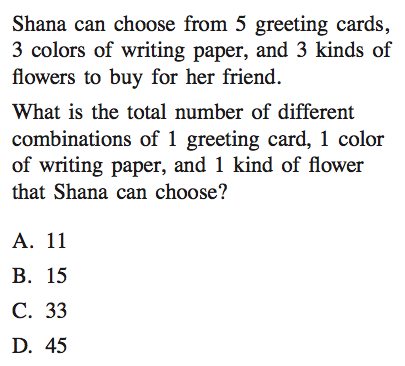 Shana can choose from 5 greeting cards,
3 colors of writing paper, and 3 kinds of
flowers to buy for her friend.
What is the total number of different
combinations of 1 greeting card, 1 color
of writing paper, and 1 kind of flower
that Shana can choose?
A. 11
B. 15
C. 33
D. 45